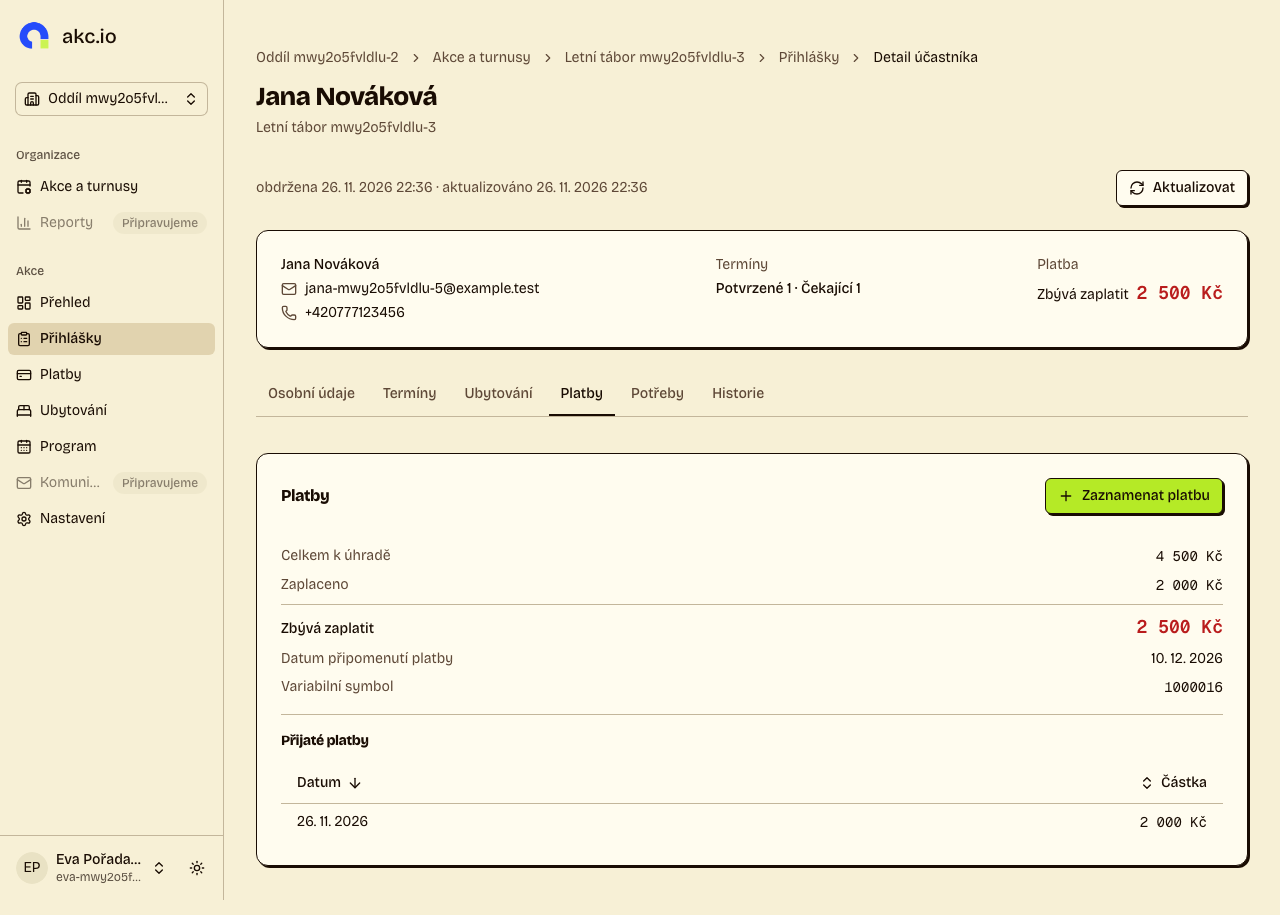 akc.io
Oddíl mwy2o5fvl...
Organizace
Akce a turnusy
Reporty Připravujeme
Akce
Přehled
Přihlášky
Platby
Ubytování
Program
Komuni... Připravujeme
Nastavení
EP
Eva Pořada...
eva-mwy2o5f...
Oddíl mwy2o5fvldlu-2 > Akce a turnusy > Letní tábor mwy2o5fvldlu-3 > Přihlášky > Detail účastníka
Jana Nováková
Letní tábor mwy2o5fvldlu-3
obdržena 26. 11. 2026 22:36 · aktualizováno 26. 11. 2026 22:36
Aktualizovat
Jana Nováková
jana-mwy2o5fvldlu-5@example.test
+420777123456
Termíny
Potvrzené 1 · Čekající 1
Platba
Zbývá zaplatit 2 500 Kč
Osobní údaje Termíny Ubytování Platby Potřeby Historie
Platby
Zaznamenat platbu
Celkem k úhradě 4 500 Kč
Zaplaceno 2 000 Kč
Zbývá zaplatit 2 500 Kč
Datum připomenutí platby 10. 12. 2026
Variabilní symbol 1000016
Přijaté platby
Datum Částka
26. 11. 2026 2 000 Kč